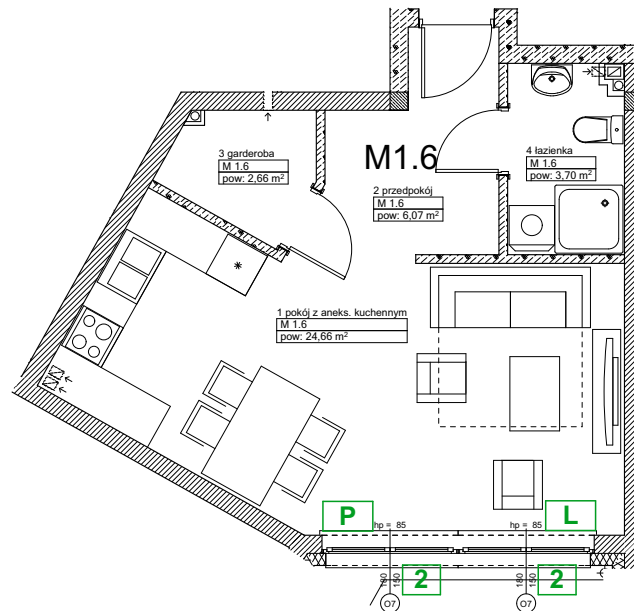 M1.6
3 garderoba
M 1.6
pow: 2,66 m²
4 łazienka
M 1.6
pow: 3,70 m²
2 przedpokój
M 1.6
pow: 6,07 m²
1 pokój z aneks. kuchennym
M 1.6
pow: 24,66 m²
P
hp = 85
hp = 85
L
180
150
2
180
150
2
O7
O7